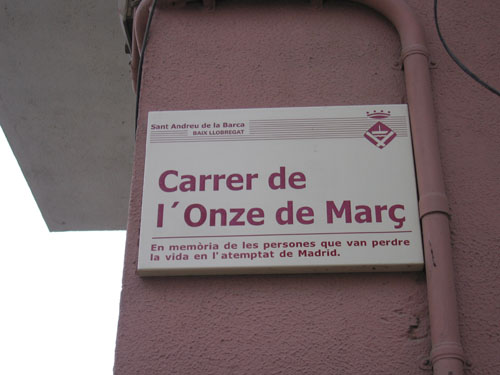 Sant Andreu de la Barca
BAIX LLOBREGAT
Carrer de
l´Onze de Març
En memòria de les persones que van perdre
la vida en l'atemptat de Madrid.